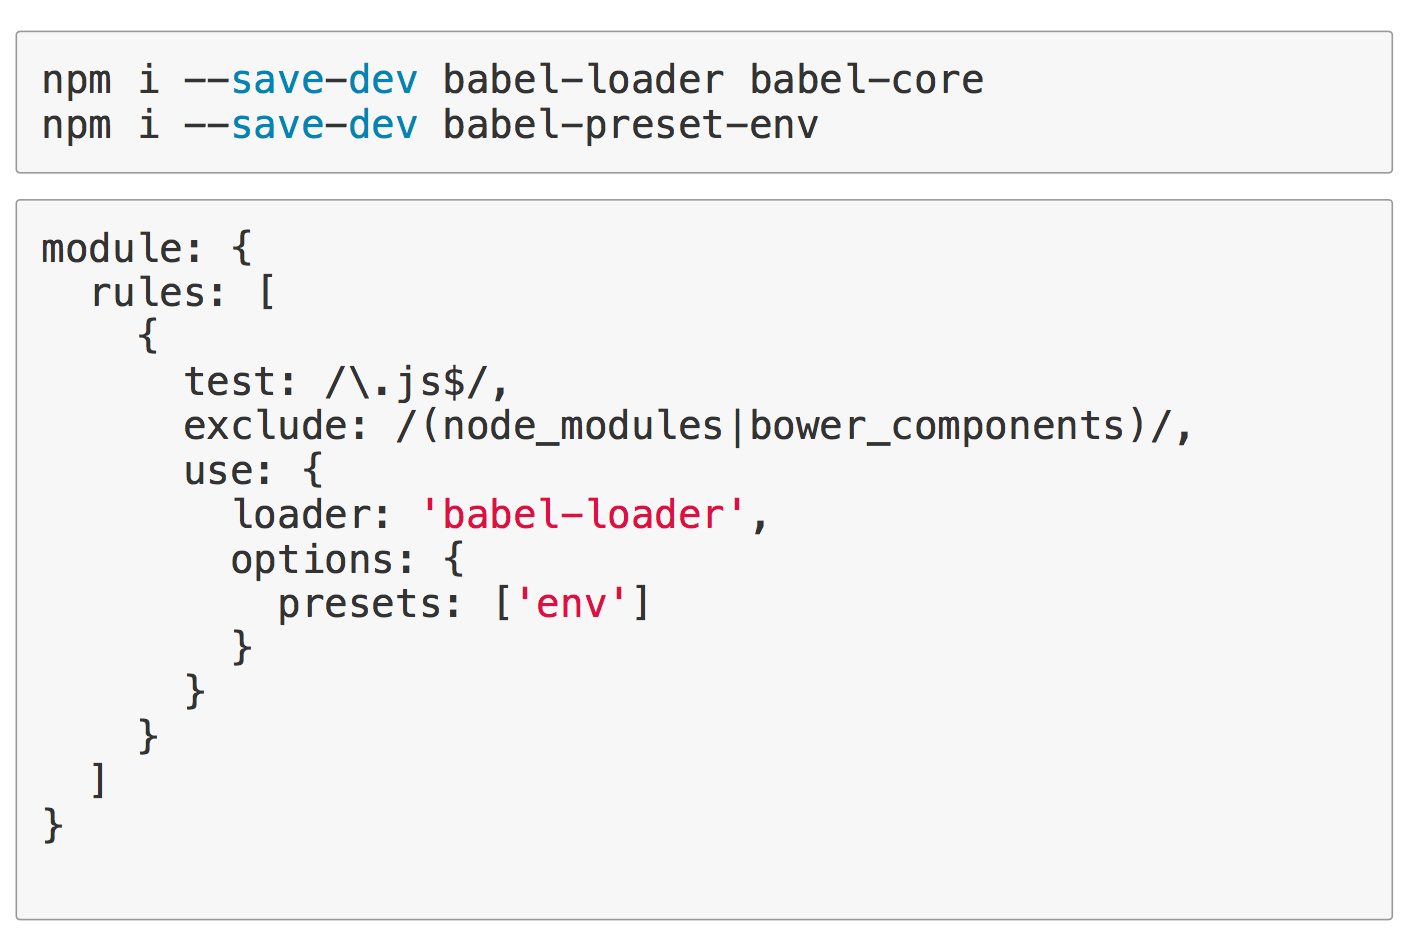 npm i --save-dev babel-loader babel-core
npm i --save-dev babel-preset-env
module: {
  rules: [
    {
      test: /\.js$/,
      exclude: /(node_modules|bower_components)/,
      use: {
        loader: 'babel-loader',
        options: {
          presets: ['env']
        }
      }
    }
  ]
}